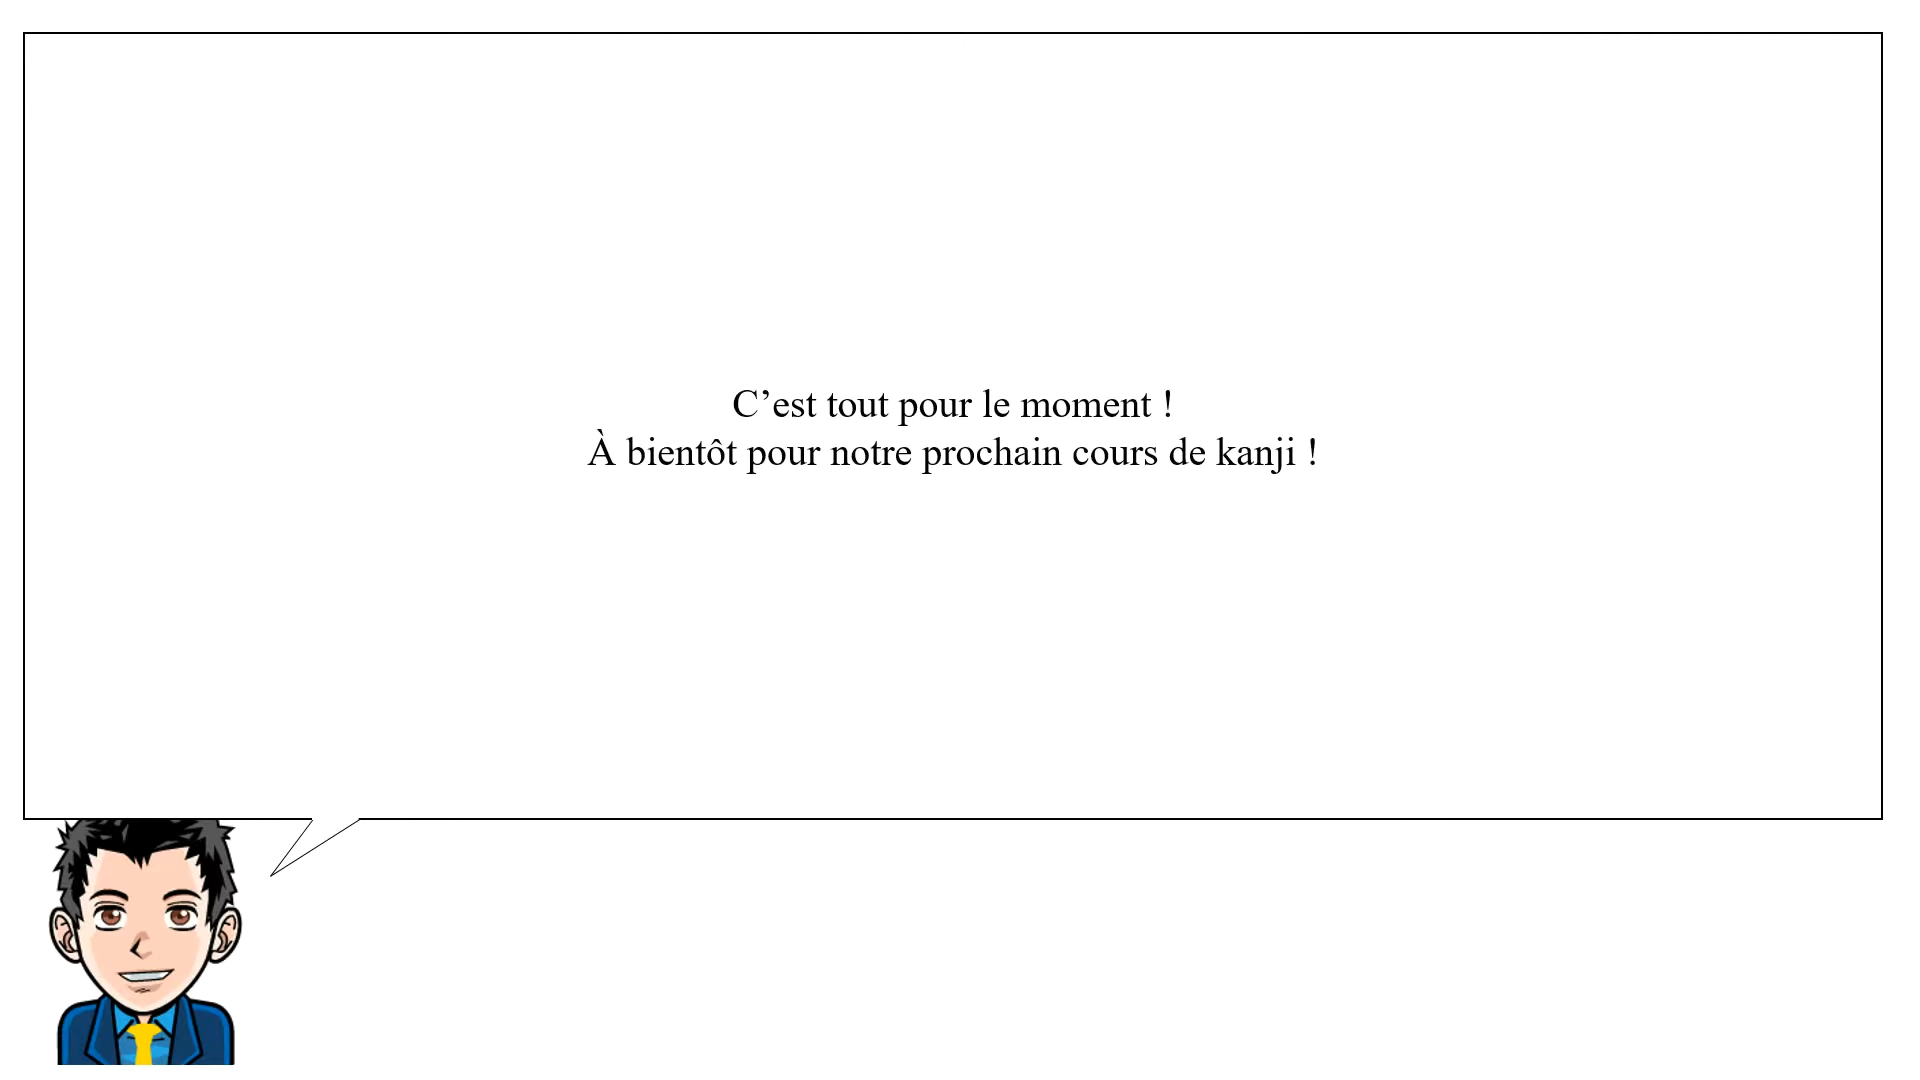 C’est tout pour le moment !
À bientôt pour notre prochain cours de kanji !